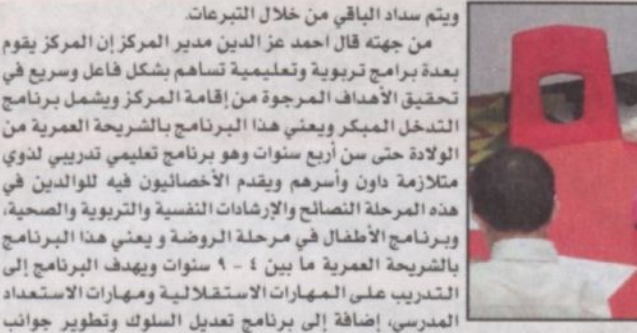 ويتم سداد الباقي من خلال التبرعات.
من جهته قال احمد عز الدين مدير المركز إن المركز يقوم
بعدة برامج تربوية وتعليمية تساهم بشكل فاعل وسريع في
تحقيق الأهداف المرجوة من إقامة المركز ويشمل برنامج
التدخل المبكر ويعني هذا البرنامج بالشريحة العمرية من
الولادة حتى سن أربع سنوات وهو برنامج تعليمي تدريبي لذوي
متلازمة داون وأسرهم ويقدم الأخصائيون فيه للوالدين في
هذه المرحلة النصائح والإرشادات النفسية والتربوية والصحية،
وبرنامج الأطفال في مرحلة الروضة و يعني هذا البرنامج
بالشريحة العمرية ما بين ٤ - ٩ سنوات ويهدف البرنامج إلى
التدريب على المهارات الاستقلالية ومهارات الاستعداد
المدرسي، إضافة إلى برنامج تعديل السلوك وتطوير جوانب